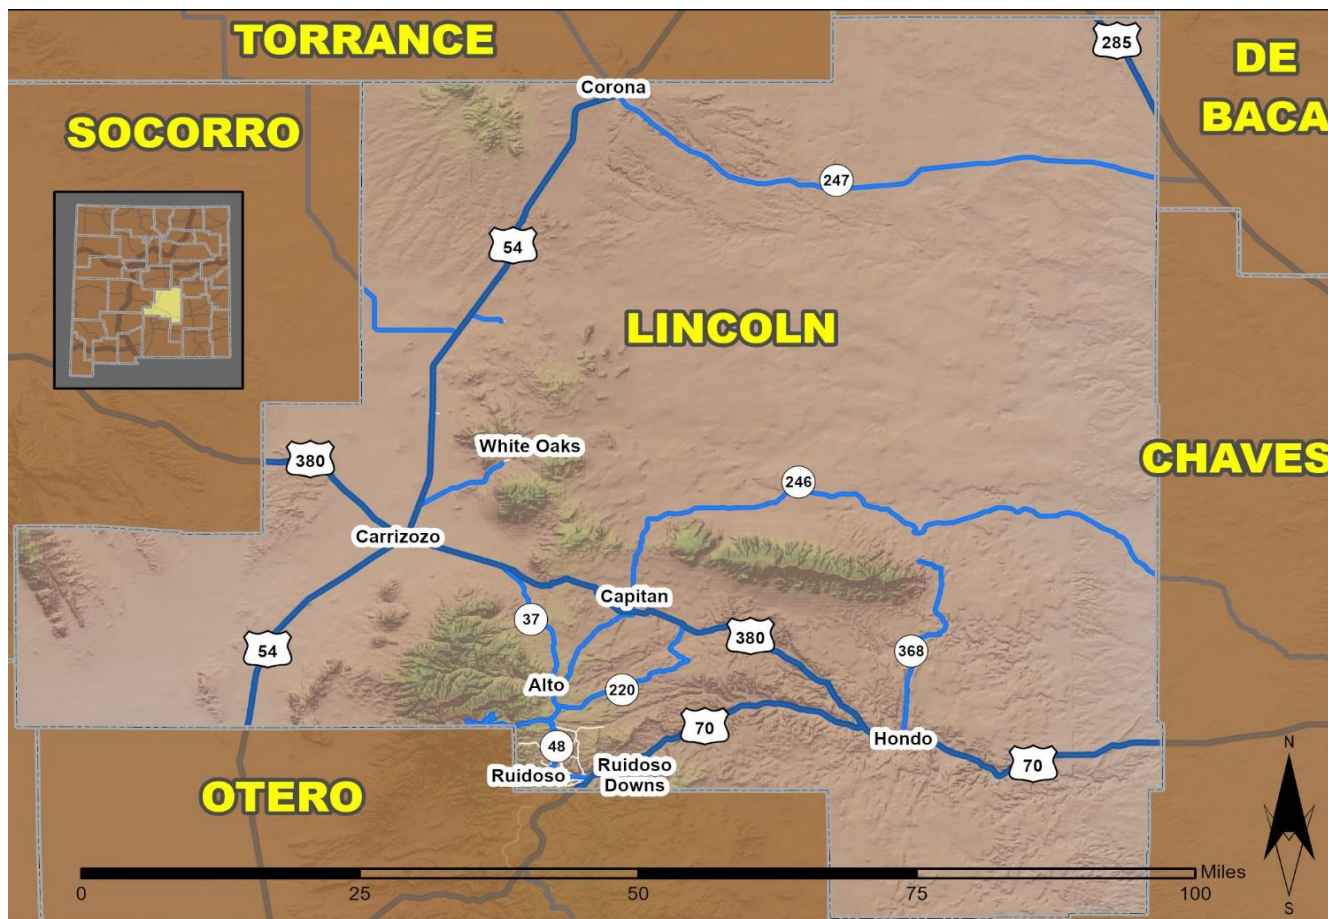 TORRANCE
285
DE
BACA
Corona
SOCORRO
247
54
LINCOLN
White Oaks
380
CHAVES
246
Carrizozo
Capitan
37
380
54
368
Alto
220
70
Hondo
48
Ruidoso
Ruidoso
Downs
70
N
OTERO
Miles
0
25
50
75
100
S